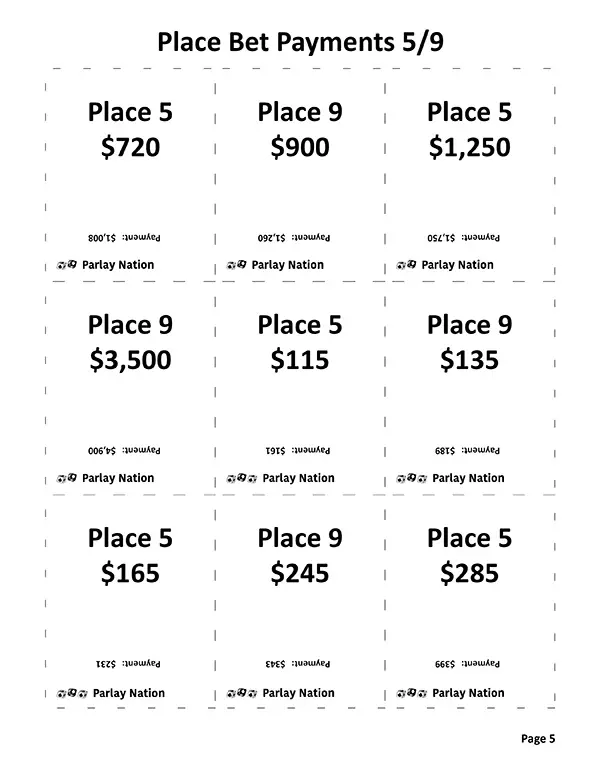 Place Bet Payments 5/9
Place 5
$720
Payment: $1,008
Parlay Nation
Place 9
$900
Payment: $1,260
Parlay Nation
Place 5
$1,250
Payment: $1,750
Parlay Nation
Place 9
$3,500
Payment: $4,900
Parlay Nation
Place 5
$115
Payment: $161
Parlay Nation
Place 9
$135
Payment: $189
Parlay Nation
Place 5
$165
Payment: $231
Parlay Nation
Place 9
$245
Payment: $343
Parlay Nation
Place 5
$285
Payment: $399
Parlay Nation
Page 5